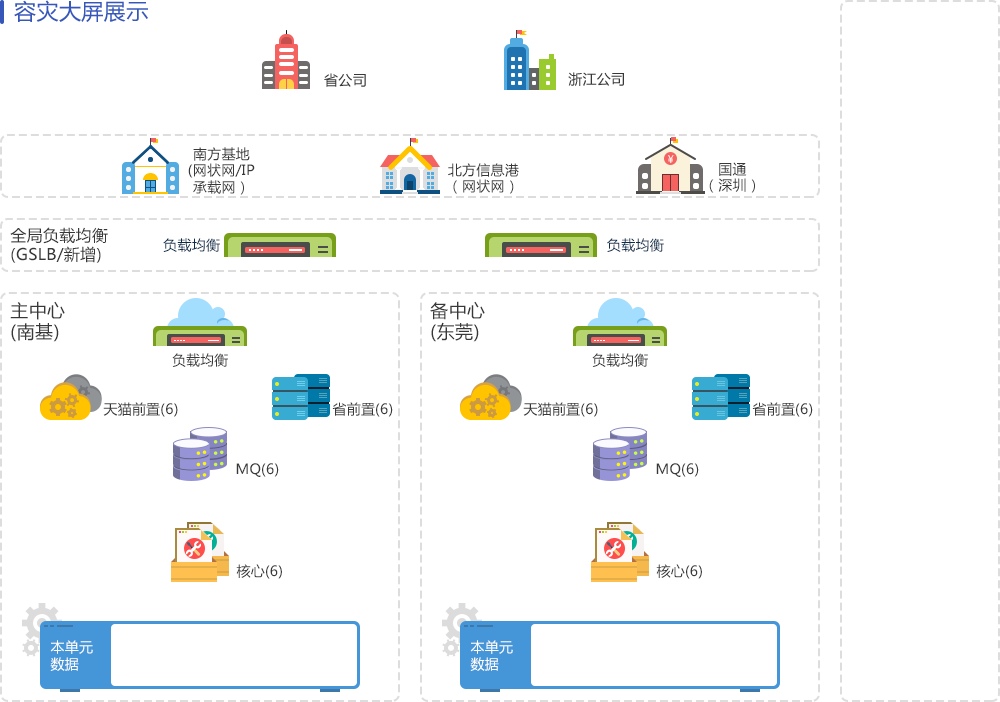 容灾大屏展示
省公司
浙江公司
南方基地
(网状网/IP
承载网）
北方信息港
（网状网）
国通
（深圳）
全局负载均衡
(GSLB/新增)
负载均衡
负载均衡
主中心
(南基)
负载均衡
天猫前置(6)
省前置(6)
MQ(6)
核心(6)
本单元
数据
备中心
(东莞)
负载均衡
天猫前置(6)
省前置(6)
MQ(6)
核心(6)
本单元
数据